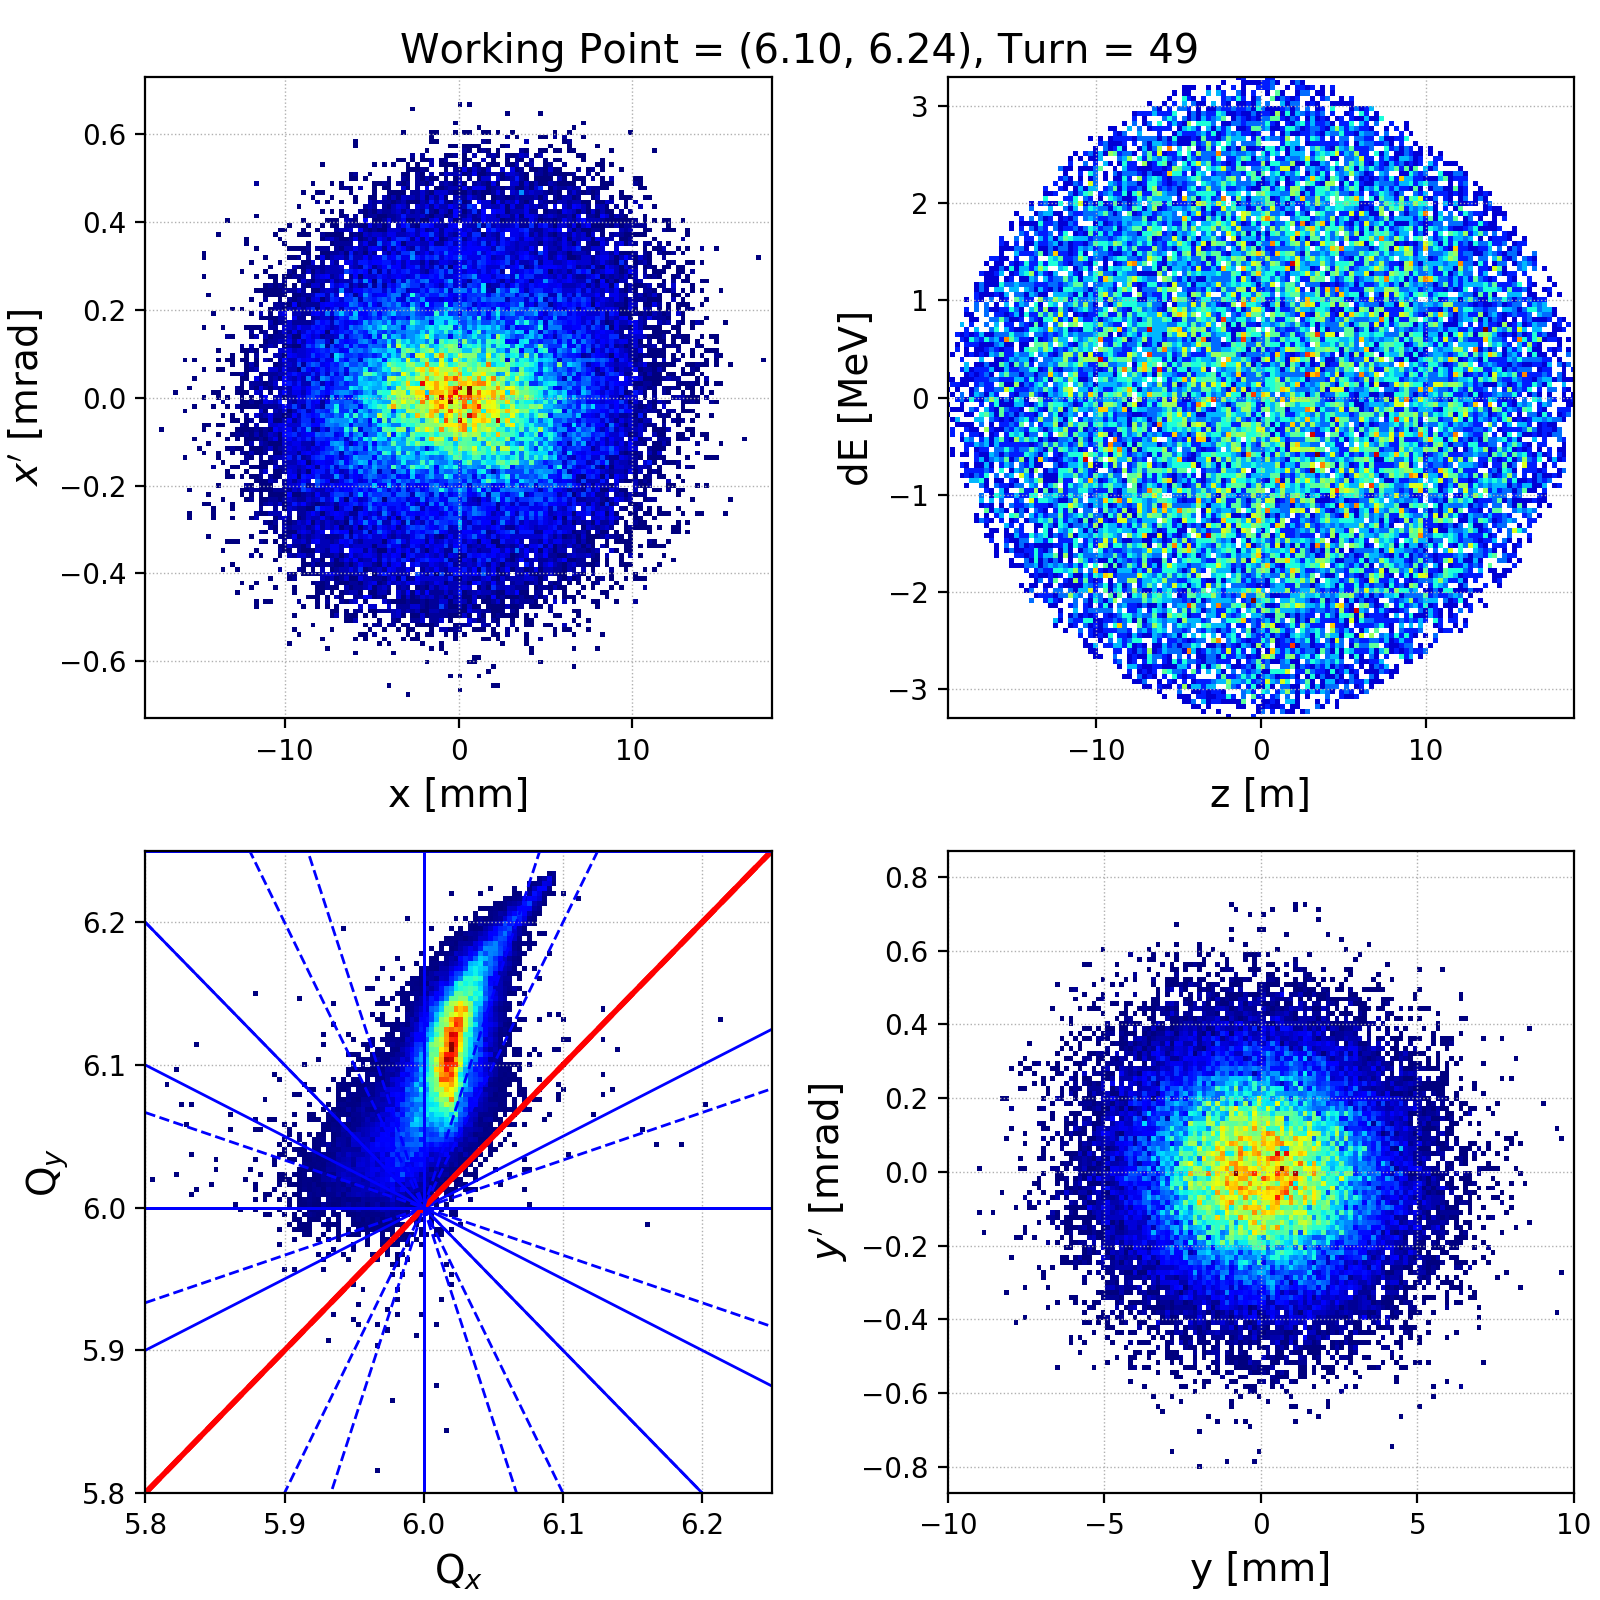 Working Point = (6.10, 6.24), Turn = 49
0.6
0.4
0.2
0.0
−0.2
−0.4
−0.6
x′ [mrad]
−10 0 10
x [mm]
3
2
1
0
−1
−2
−3
dE [MeV]
−10 0 10
z [m]
6.2
6.1
6.0
5.9
5.8
Qy
5.8 5.9 6.0 6.1 6.2
Qx
0.8
0.6
0.4
0.2
0.0
−0.2
−0.4
−0.6
−0.8
y′ [mrad]
−10 −5 0 5 10
y [mm]